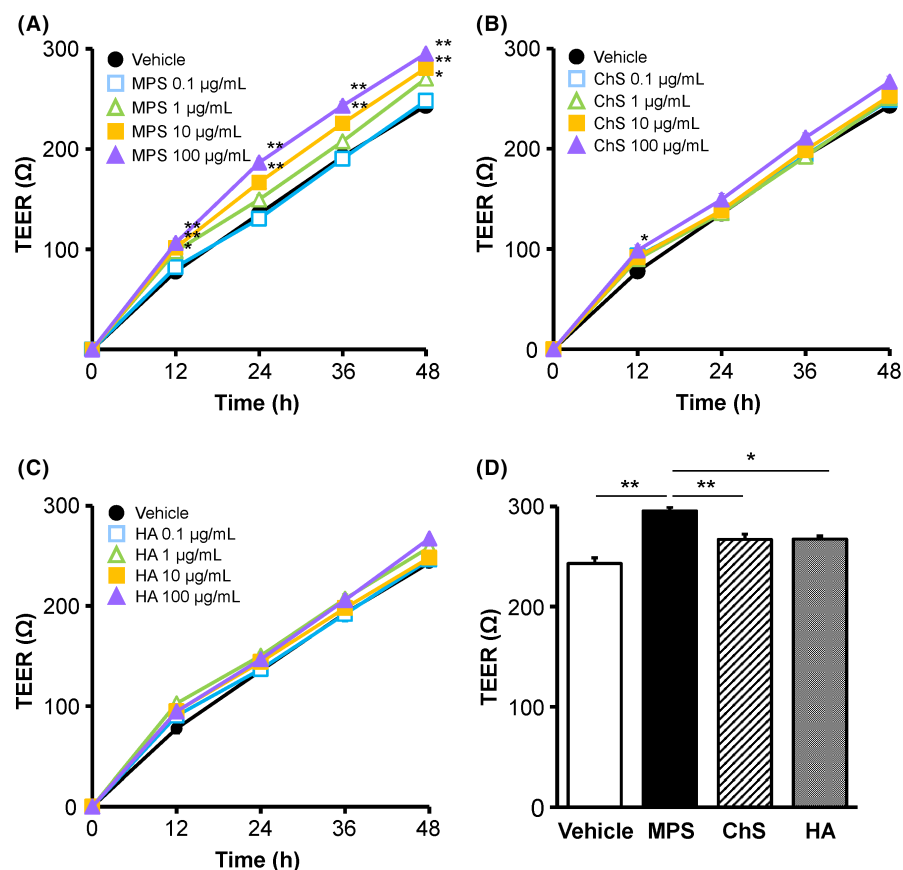 (A)
300
200
100
0
TEER (Ω)
Vehicle
MPS 0.1 µg/mL
MPS 1 µg/mL
MPS 10 µg/mL
MPS 100 µg/mL
**
**
*
**
**
**
**
**
**
*
0 12 24 36 48
Time (h)
(B)
300
200
100
0
TEER (Ω)
Vehicle
ChS 0.1 µg/mL
ChS 1 µg/mL
ChS 10 µg/mL
ChS 100 µg/mL
*
0 12 24 36 48
Time (h)
(C)
300
200
100
0
TEER (Ω)
Vehicle
HA 0.1 µg/mL
HA 1 µg/mL
HA 10 µg/mL
HA 100 µg/mL
0 12 24 36 48
Time (h)
(D)
300
200
100
0
TEER (Ω)
*
** **
Vehicle MPS ChS HA